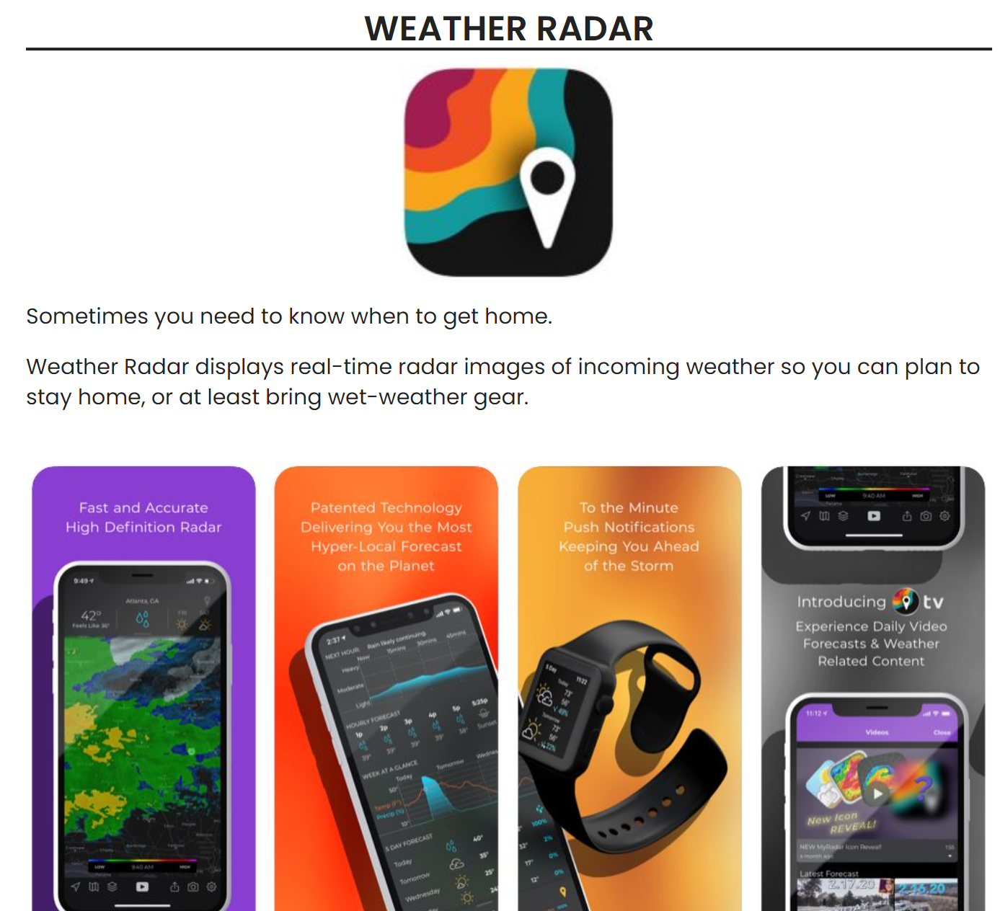 WEATHER RADAR
Sometimes you need to know when to get home.
Weather Radar displays real-time radar images of incoming weather so you can plan to
stay home, or at least bring wet-weather gear.
Fast and Accurate
High Definition Radar
9:49
Atlanta, GA
42°
Feels Like 36°
FRI
SAT
LOW
9:40 AM
HIGH
Patented Technology
Delivering You the Most
Hyper-Local Forecast
on the Planet
2:37
Rain likely continuing.
NEXT HOUR:
Now
15mins
30mins
45mins
Heavy
Moderate
Light
HOURLY FORECAST
1p
2p
3p
4p
5p
5:25p
39°
39°
39°
39°
38°
Sunset
WEEK AT A GLANCE
Today
Tomorrow
50°
Temp (F°)
Precip (%)
10°
5 DAY FORECAST
Today
40°
Tomorrow
35°
Wednesday
25°
To the Minute
Push Notifications
Keeping You Ahead
of the Storm
5 DAY
11:22
Today
73°
56°
49%
Tomorrow
73°
56°
22%
100%
32°
2%
17°
0%
12°
0%
LOW
9:40 AM
HIGH
Introducing tv
Experience Daily Video
Forecasts & Weather
Related Content
11:12
Videos
Close
New Icon
REVEAL!
NEW MyRadar Icon Reveal!
1:55
a month ago
Latest Forecast
2.17.20
2.16.20